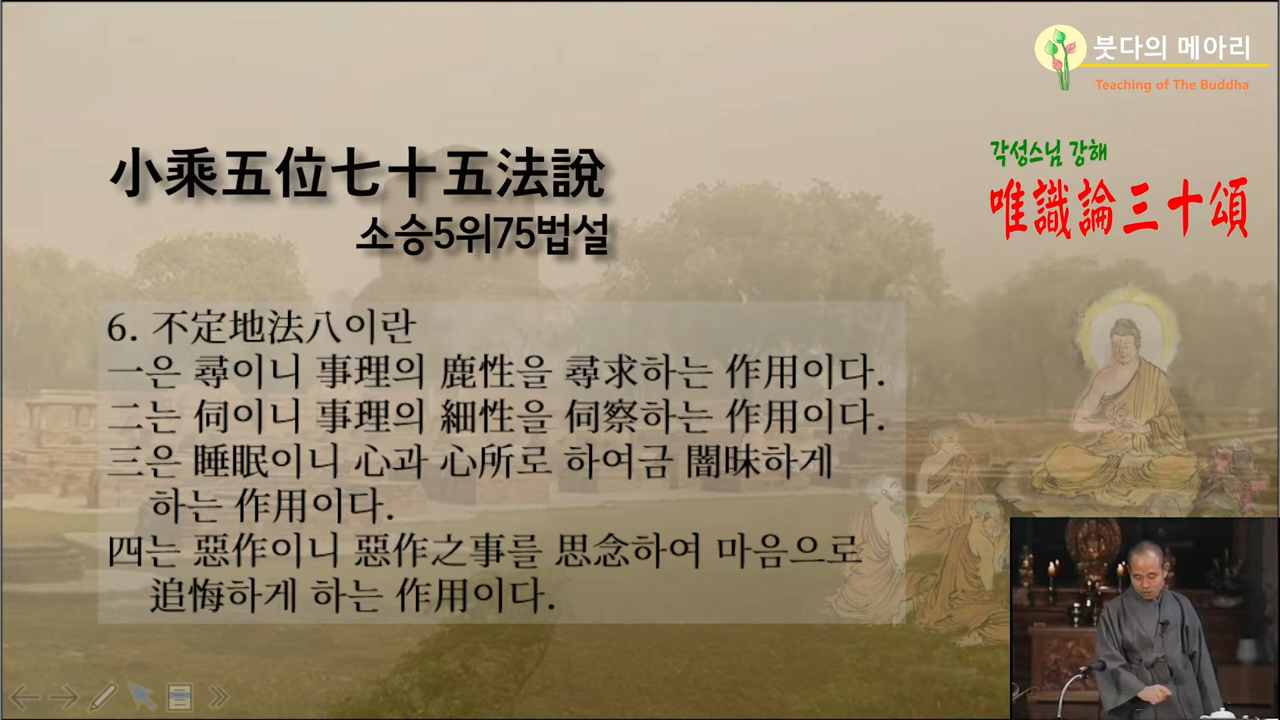 붓다의 메아리
Teaching of The Buddha
각성스님 강해
唯識論三十頌
小乘五位七十五法說
소승5위75법설
6. 不定地法八이란
一은 尋이니 事理의 鹿性을 尋求하는 作用이다.
二는 伺이니 事理의 細性을 伺察하는 作用이다.
三은 睡眠이니 心과 心所로 하여금 闇昧하게
하는 作用이다.
四는 惡作이니 惡作之事를 思念하여 마음으로
追悔하게 하는 作用이다.